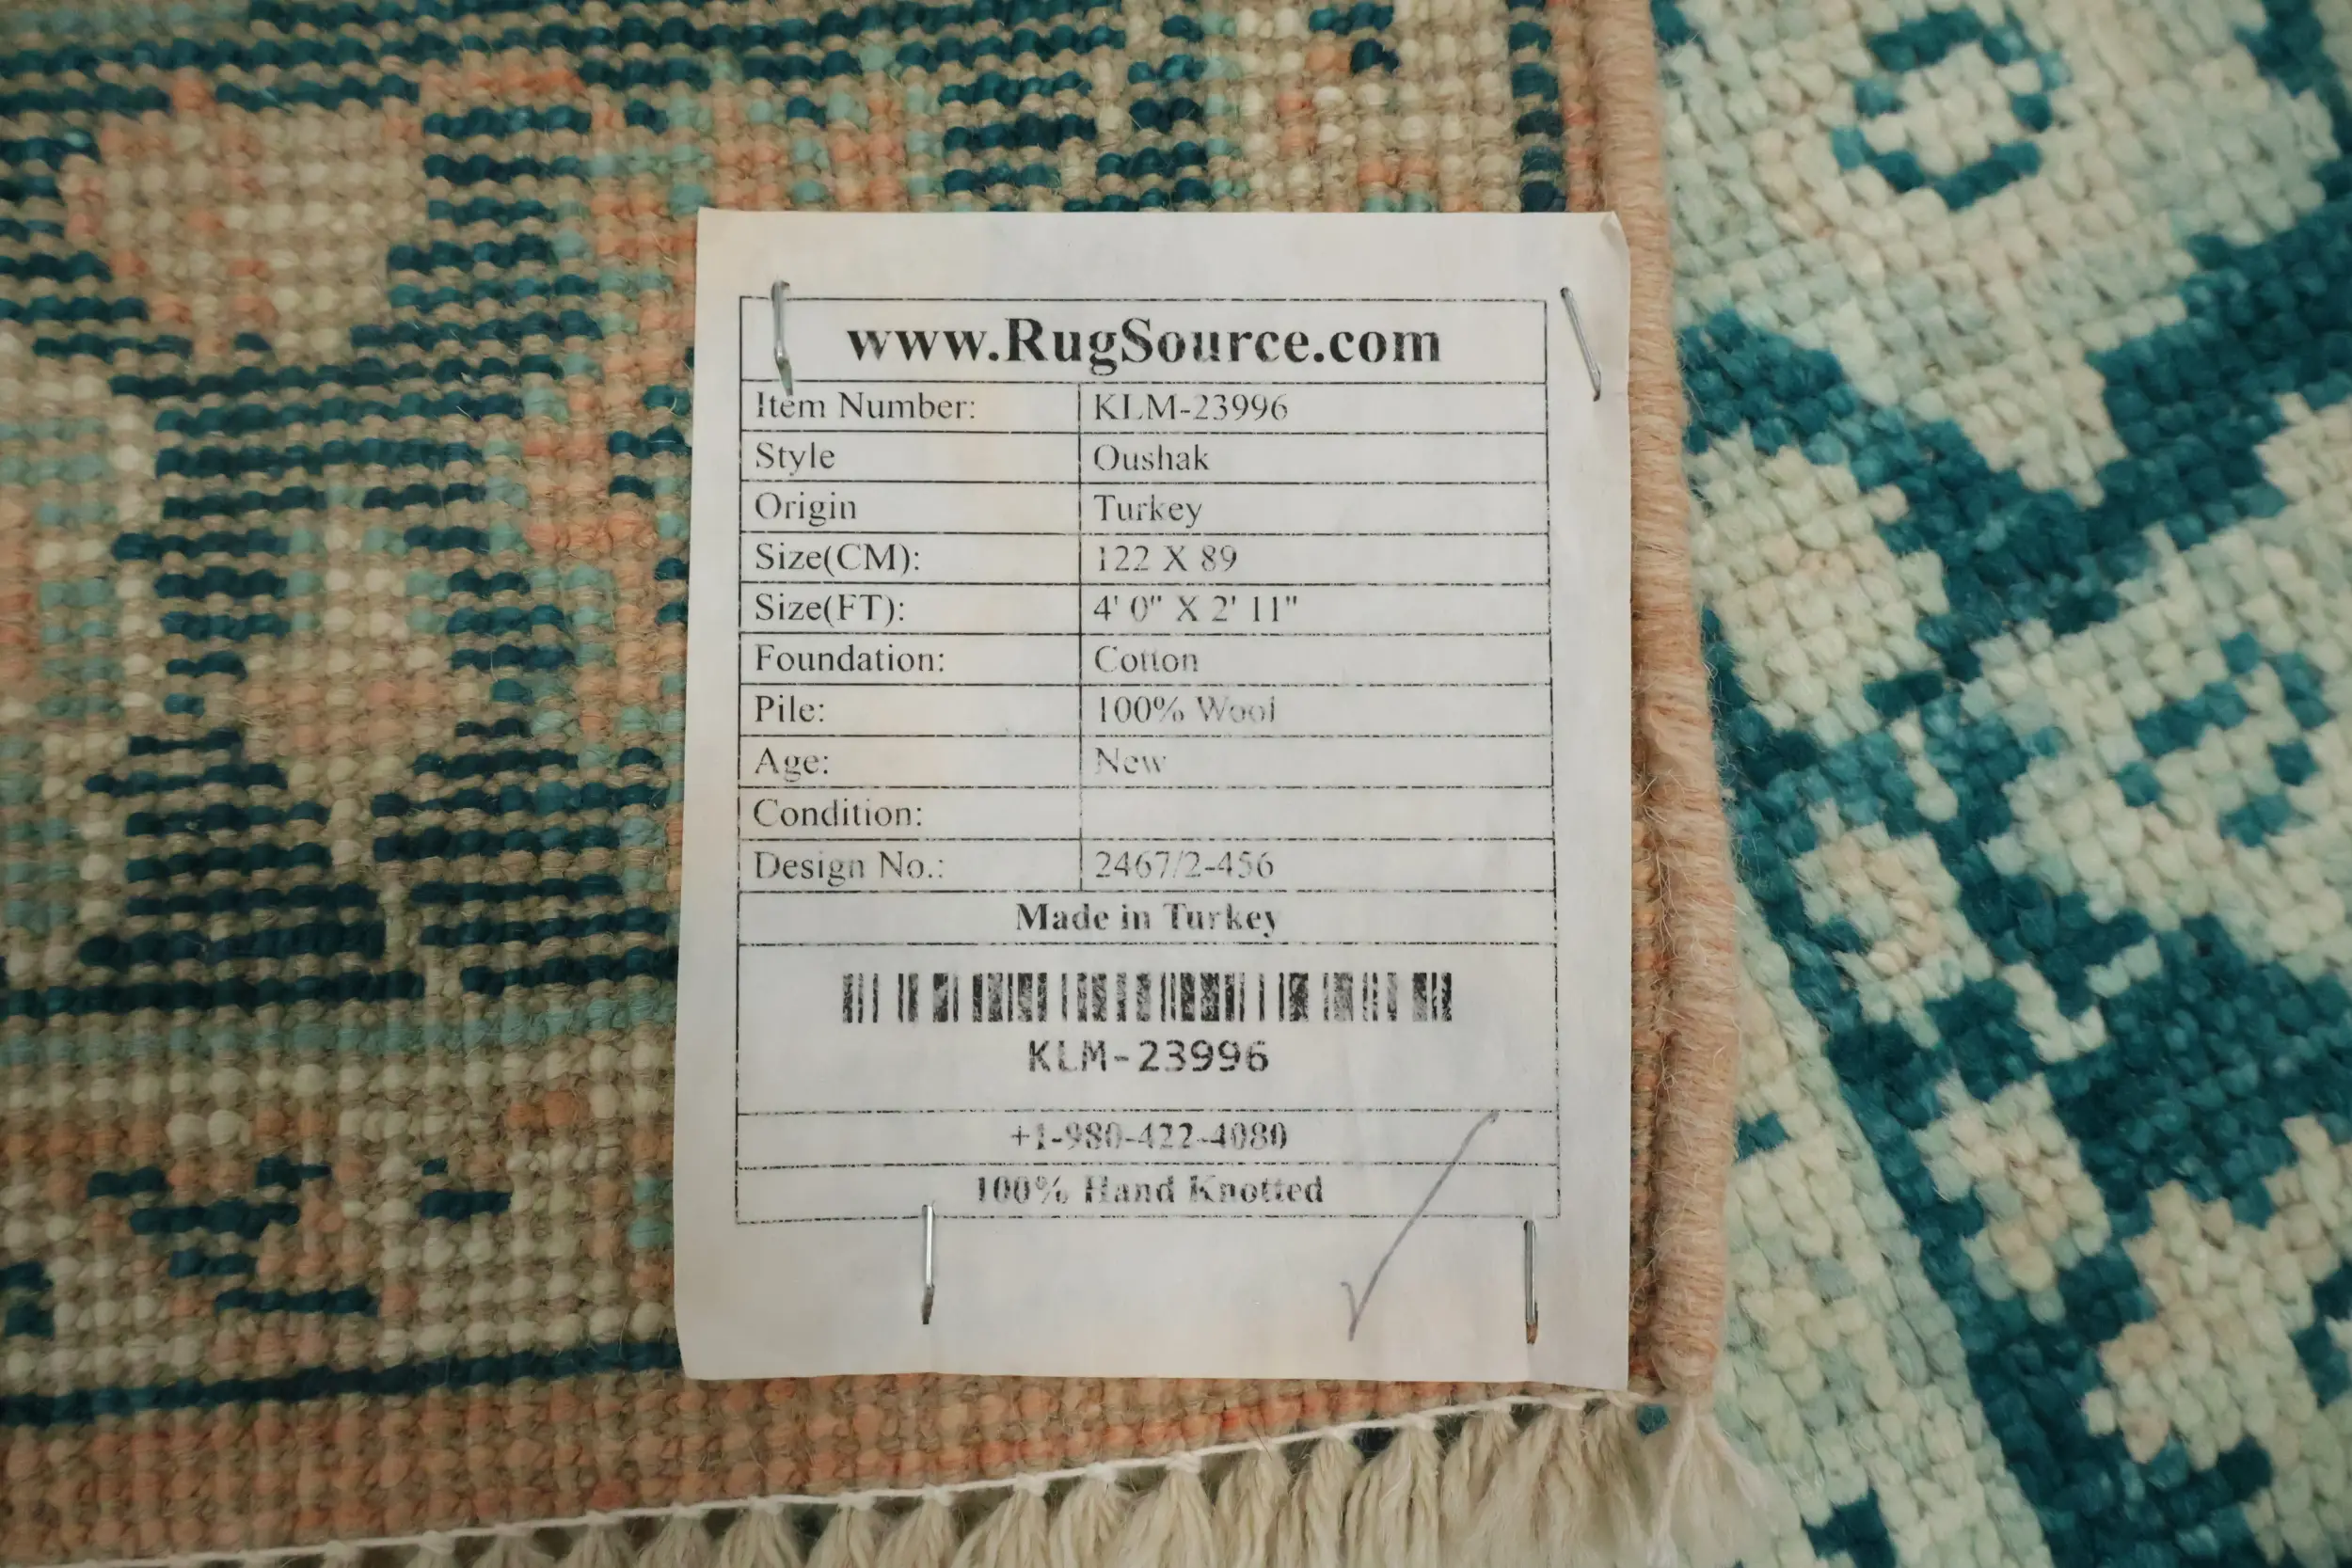 www.RugSource.com
Item Number: KLM-23996
Style Oushak
Origin Turkey
Size(CM): 122 X 89
Size(FT): 4' 0" X 2' 11"
Foundation: Cotton
Pile: 100% Wool
Age: New
Condition:
Design No.: 2467/2-456
Made in Turkey
KLM-23996
+1-980-422-4080
100% Hand Knotted